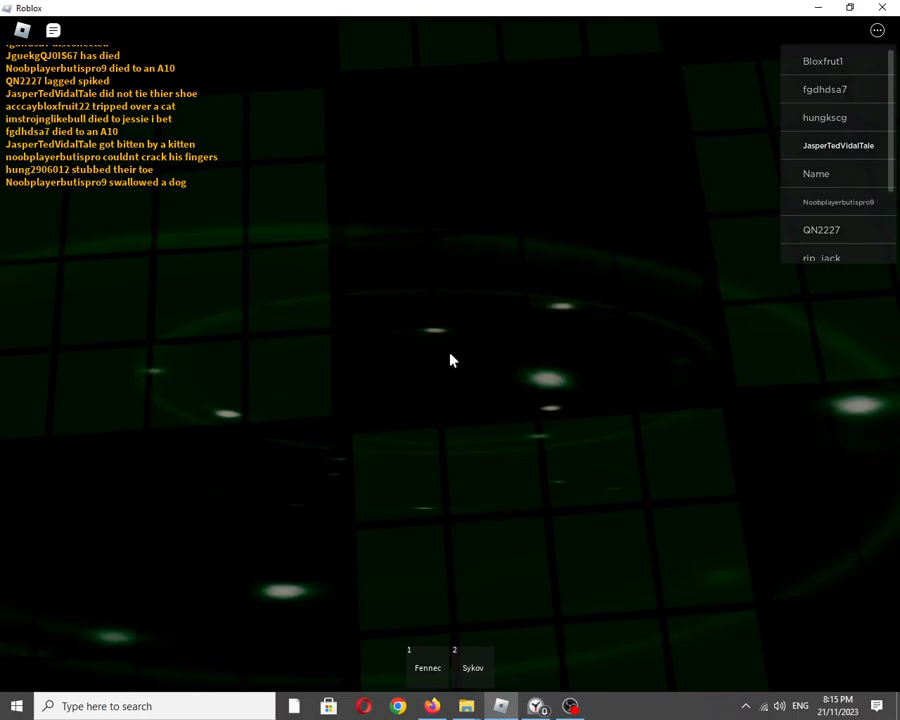 Roblox
JguekgQJ0IS67 has died
Noobplayerbutispro9 died to an A10
QN2227 lagged spiked
JasperTedVidalTale did not tie thier shoe
acccaybloxfruit22 tripped over a cat
imstrojnglikebull died to jessie i bet
fgdhdsa7 died to an A10
JasperTedVidalTale got bitten by a kitten
noobplayerbutispro couldnt crack his fingers
hung2906012 stubbed their toe
Noobplayerbutispro9 swallowed a dog
Bloxfrut1
fgdhdsa7
hungkscg
JasperTedVidalTale
Name
Noobplayerbutispro9
QN2227
rip_jack
1
Fennec
2
Sykov
Type here to search
0
ENG
8:15 PM
21/11/2023